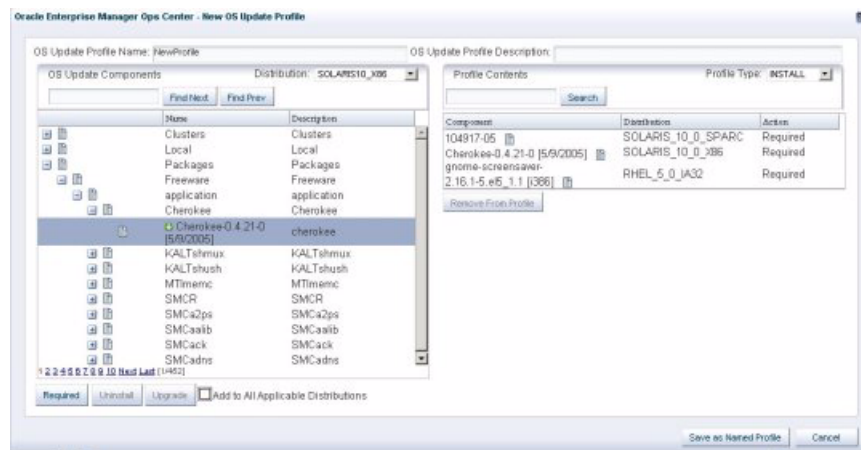 Oracle Enterprise Manager Ops Center - New OS Update Profile
OS Update Profile Name: NewProfile
OS Update Profile Description:
OS Update Components
Distribution: SOLARIS10_X86
Find Next Find Prev
Name Description
Clusters Clusters
Local Local
Packages Packages
Freeware Freeware
application application
Cherokee Cherokee
Cherokee-0.4.21-0 [5/9/2005] cherokee
KALTshmux KALTshmux
KALTshush KALTshush
MTImemc MTImemc
SMCR SMCR
SMCa2ps SMCa2ps
SMCaalib SMCaalib
SMCack SMCack
SMCadns SMCadns
1 2 3 4 5 6 7 8 9 10 Next Last [1/462]
Required Uninstall Upgrade Add to All Applicable Distributions
Profile Contents
Profile Type: INSTALL
Search
Component Distribution Action
104917-05 SOLARIS_10_0_SPARC Required
Cherokee-0.4.21-0 [5/9/2005] SOLARIS_10_0_X86 Required
gnome-screensaver-
2.16.1-5.el5_1.1 [i386] RHEL_5_0_IA32 Required
Remove From Profile
Save as Named Profile Cancel